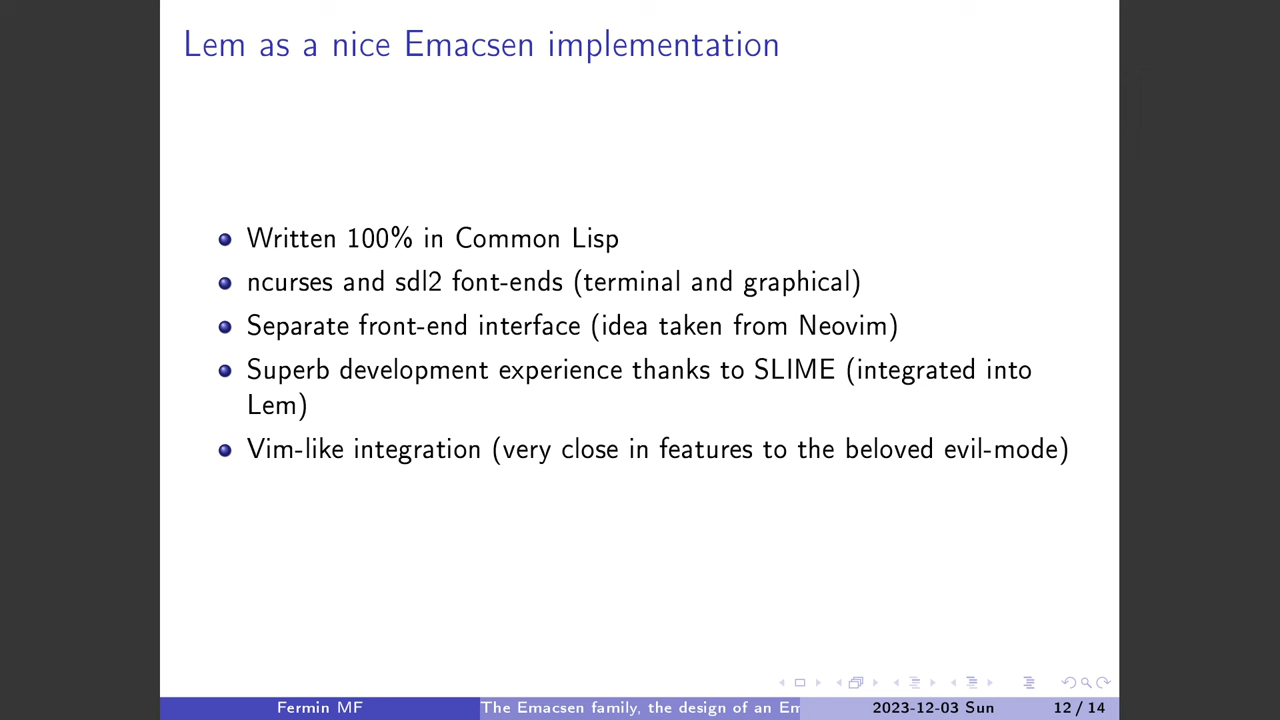 Lem as a nice Emacsen implementation
Written 100% in Common Lisp
ncurses and sdl2 font-ends (terminal and graphical)
Separate front-end interface (idea taken from Neovim)
Superb development experience thanks to SLIME (integrated into
Lem)
Vim-like integration (very close in features to the beloved evil-mode)
Fermin MF The Emacsen family, the design of an Em 2023-12-03 Sun 12 / 14